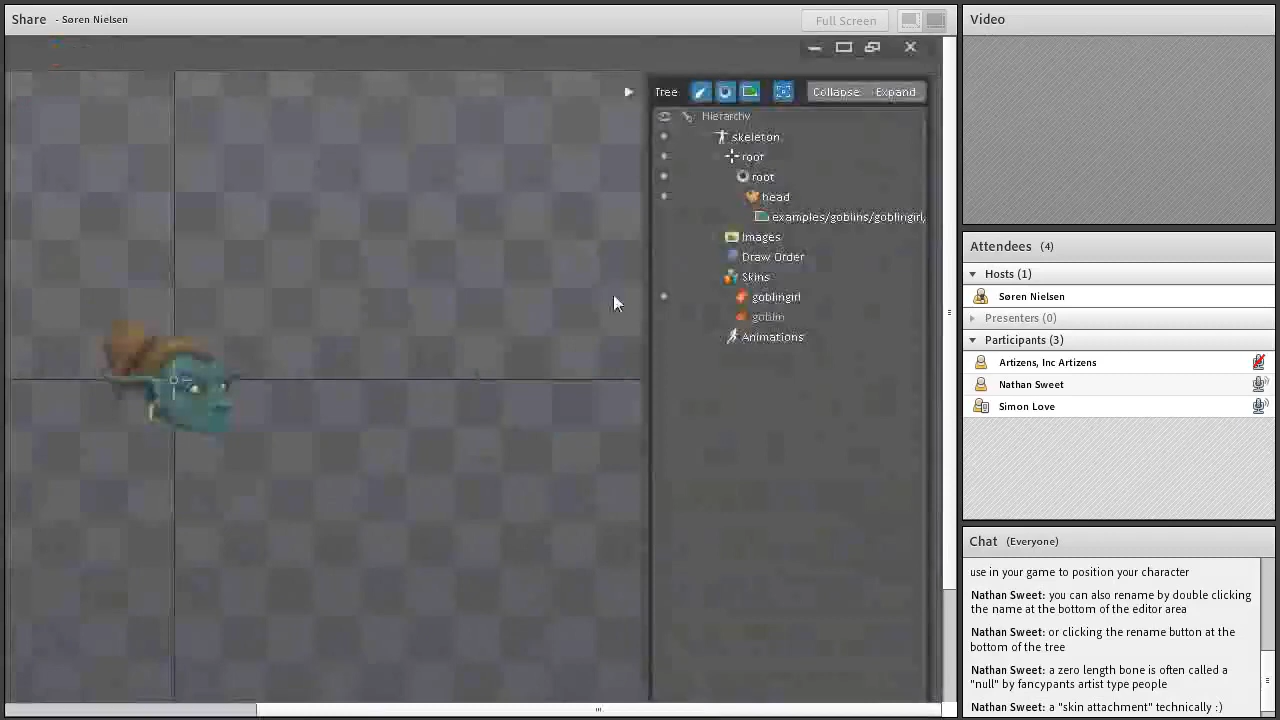 Share - Søren Nielsen
Full Screen
Tree
Collapse
Expand
Hierarchy
skeleton
root
root
head
examples/goblins/goblingirl,
Images
Draw Order
Skins
goblingirl
goblin
Animations
Video
Attendees (4)
Hosts (1)
Søren Nielsen
Presenters (0)
Participants (3)
Artizens, Inc Artizens
Nathan Sweet
Simon Love
Chat (Everyone)
use in your game to position your character
Nathan Sweet: you can also rename by double clicking
the name at the bottom of the editor area
Nathan Sweet: or clicking the rename button at the
bottom of the tree
Nathan Sweet: a zero length bone is often called a
"null" by fancypants artist type people
Nathan Sweet: a "skin attachment" technically :)